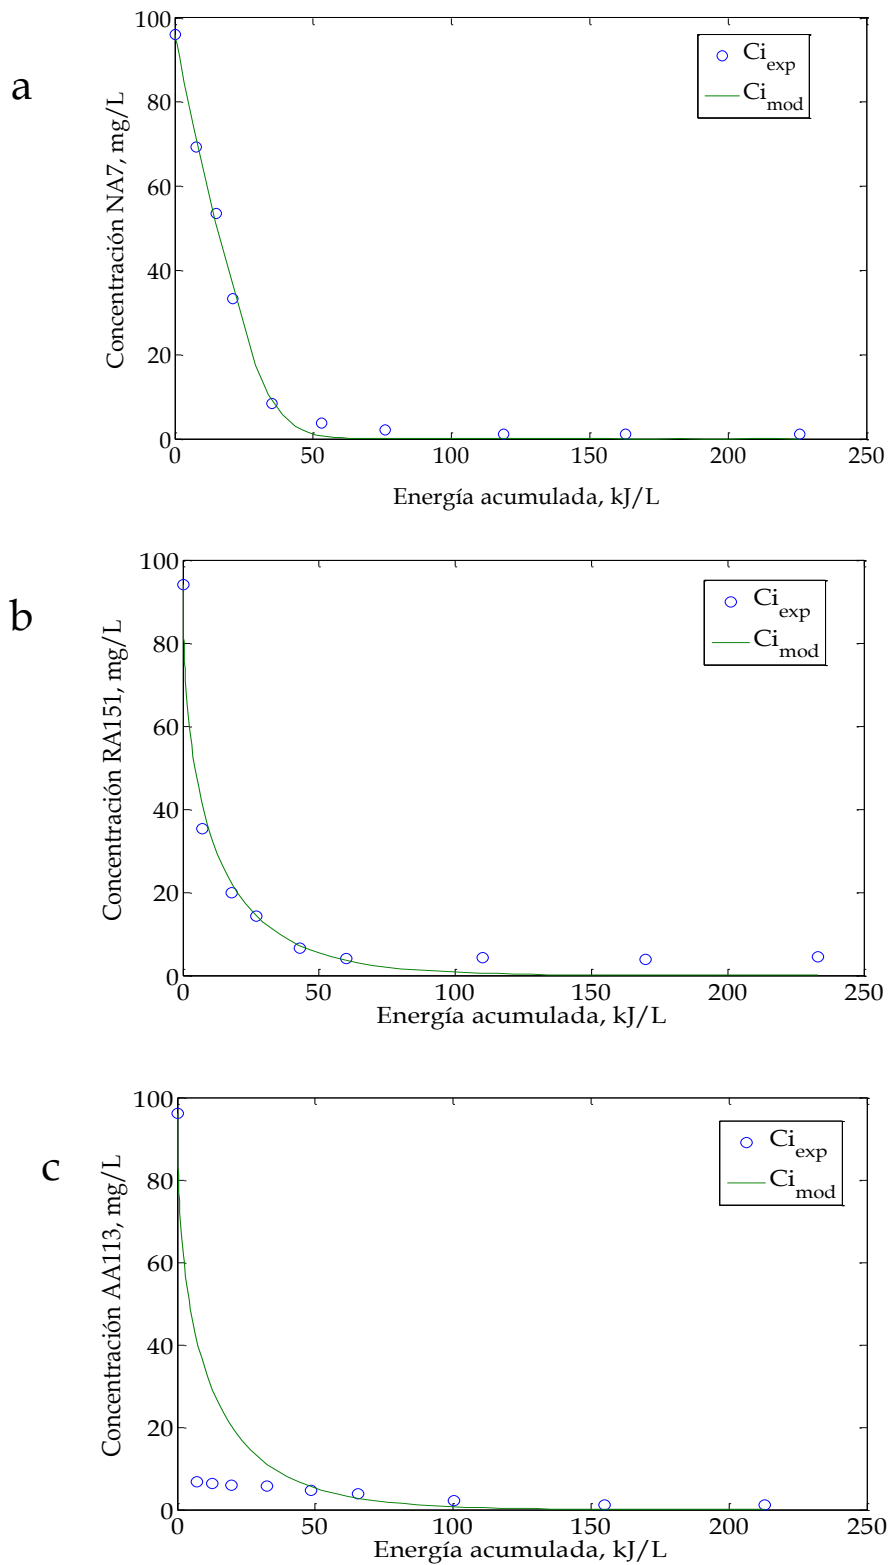 a
Concentración NA7, mg/L
100
80
60
40
20
0
0 50 100 150 200 250
Energía acumulada, kJ/L
Ci exp
Ci mod
b
Concentración RA151, mg/L
100
80
60
40
20
0
0 50 100 150 200 250
Energía acumulada, kJ/L
Ci exp
Ci mod
c
Concentración AA113, mg/L
100
80
60
40
20
0
0 50 100 150 200 250
Energía acumulada, kJ/L
Ci exp
Ci mod